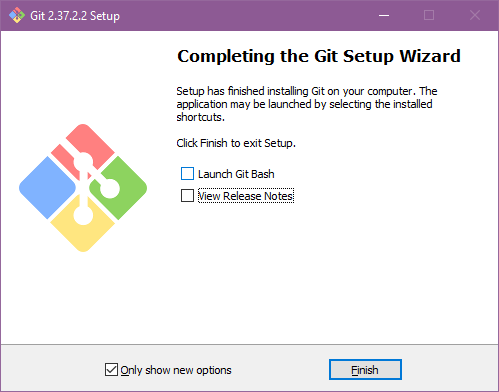 Git 2.37.2.2 Setup
Completing the Git Setup Wizard
Setup has finished installing Git on your computer. The
application may be launched by selecting the installed
shortcuts.
Click Finish to exit Setup.
Launch Git Bash
View Release Notes
Only show new options
Finish